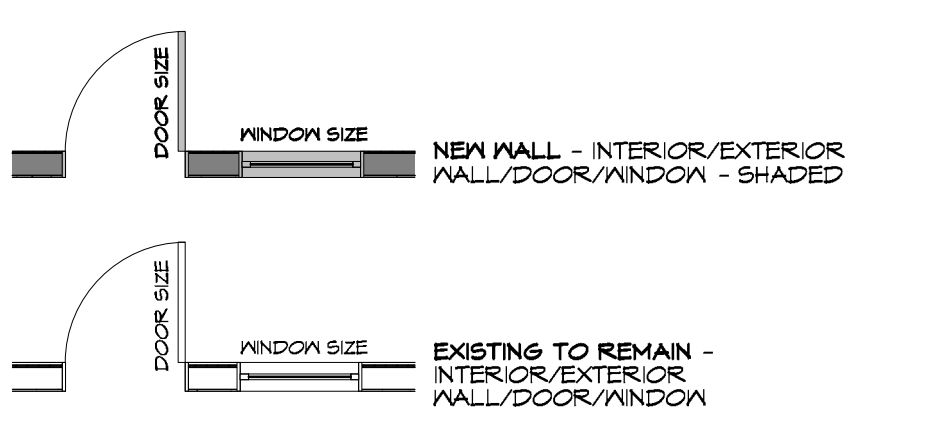 DOOR SIZE
WINDOW SIZE
NEW WALL - INTERIOR/EXTERIOR
WALL/DOOR/WINDOW - SHADED
DOOR SIZE
WINDOW SIZE
EXISTING TO REMAIN -
INTERIOR/EXTERIOR
WALL/DOOR/WINDOW